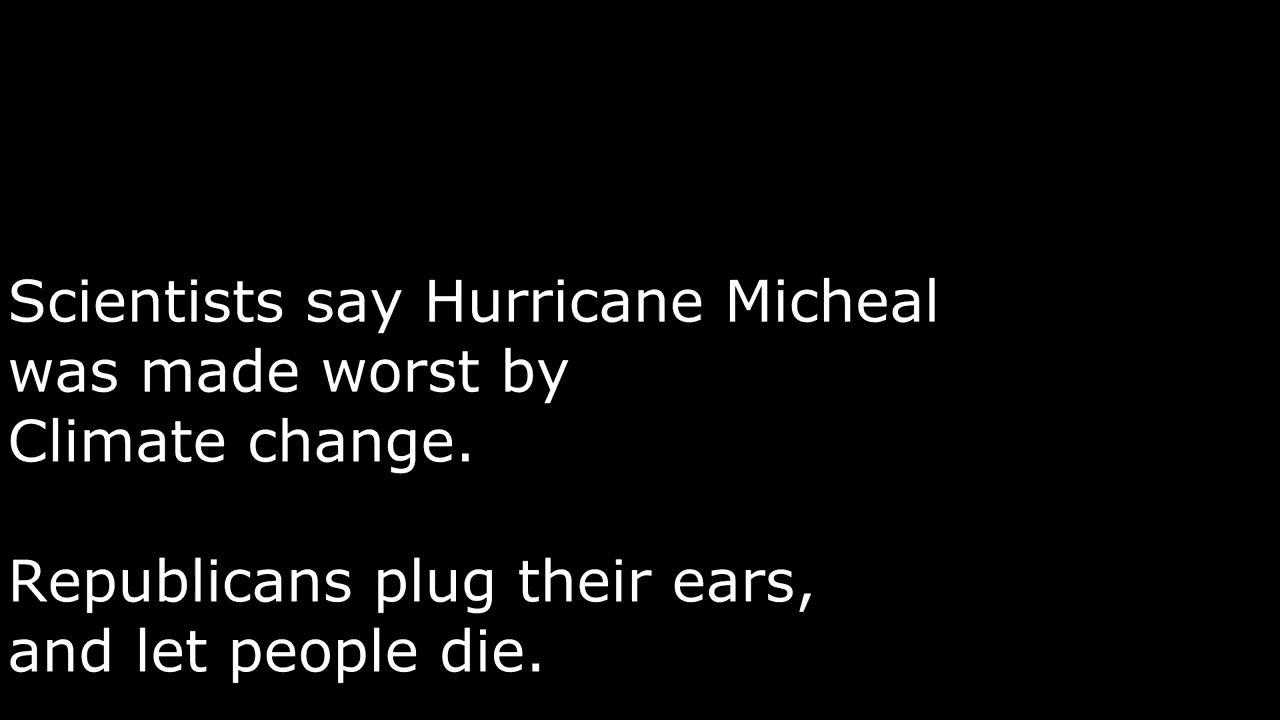 Scientists say Hurricane Micheal
was made worst by
Climate change.
Republicans plug their ears,
and let people die.